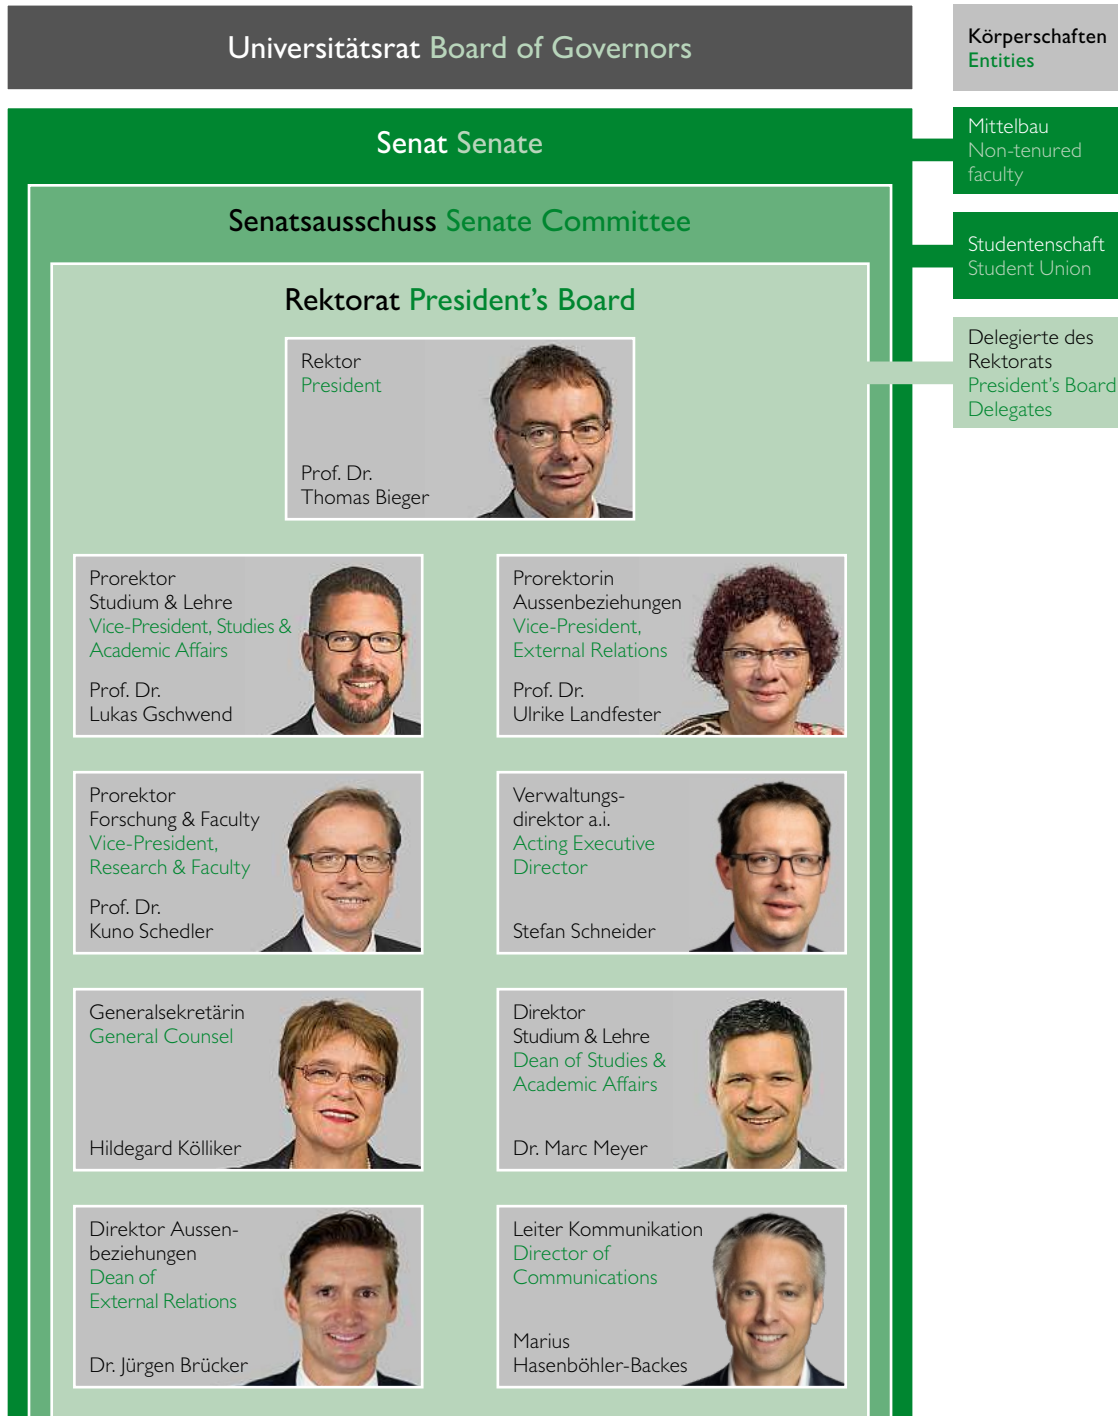 Universitätsrat Board of Governors
Körperschaften
Entities
Senat Senate
Mittelbau
Non-tenured
faculty
Senatsausschuss Senate Committee
Studentenschaft
Student Union
Rektorat President’s Board
Delegierte des
Rektorats
President’s Board
Delegates
Rektor
President
Prof. Dr.
Thomas Bieger
Prorektor
Studium & Lehre
Vice-President, Studies &
Academic Affairs
Prof. Dr.
Lukas Gschwend
Prorektorin
Aussenbeziehungen
Vice-President,
External Relations
Prof. Dr.
Ulrike Landfester
Prorektor
Forschung & Faculty
Vice-President,
Research & Faculty
Prof. Dr.
Kuno Schedler
Verwaltungs-
direktor a.i.
Acting Executive
Director
Stefan Schneider
Generalsekretärin
General Counsel
Hildegard Kölliker
Direktor
Studium & Lehre
Dean of Studies &
Academic Affairs
Dr. Marc Meyer
Direktor Aussen-
beziehungen
Dean of
External Relations
Dr. Jürgen Brücker
Leiter Kommunikation
Director of
Communications
Marius
Hasenböhler-Backes